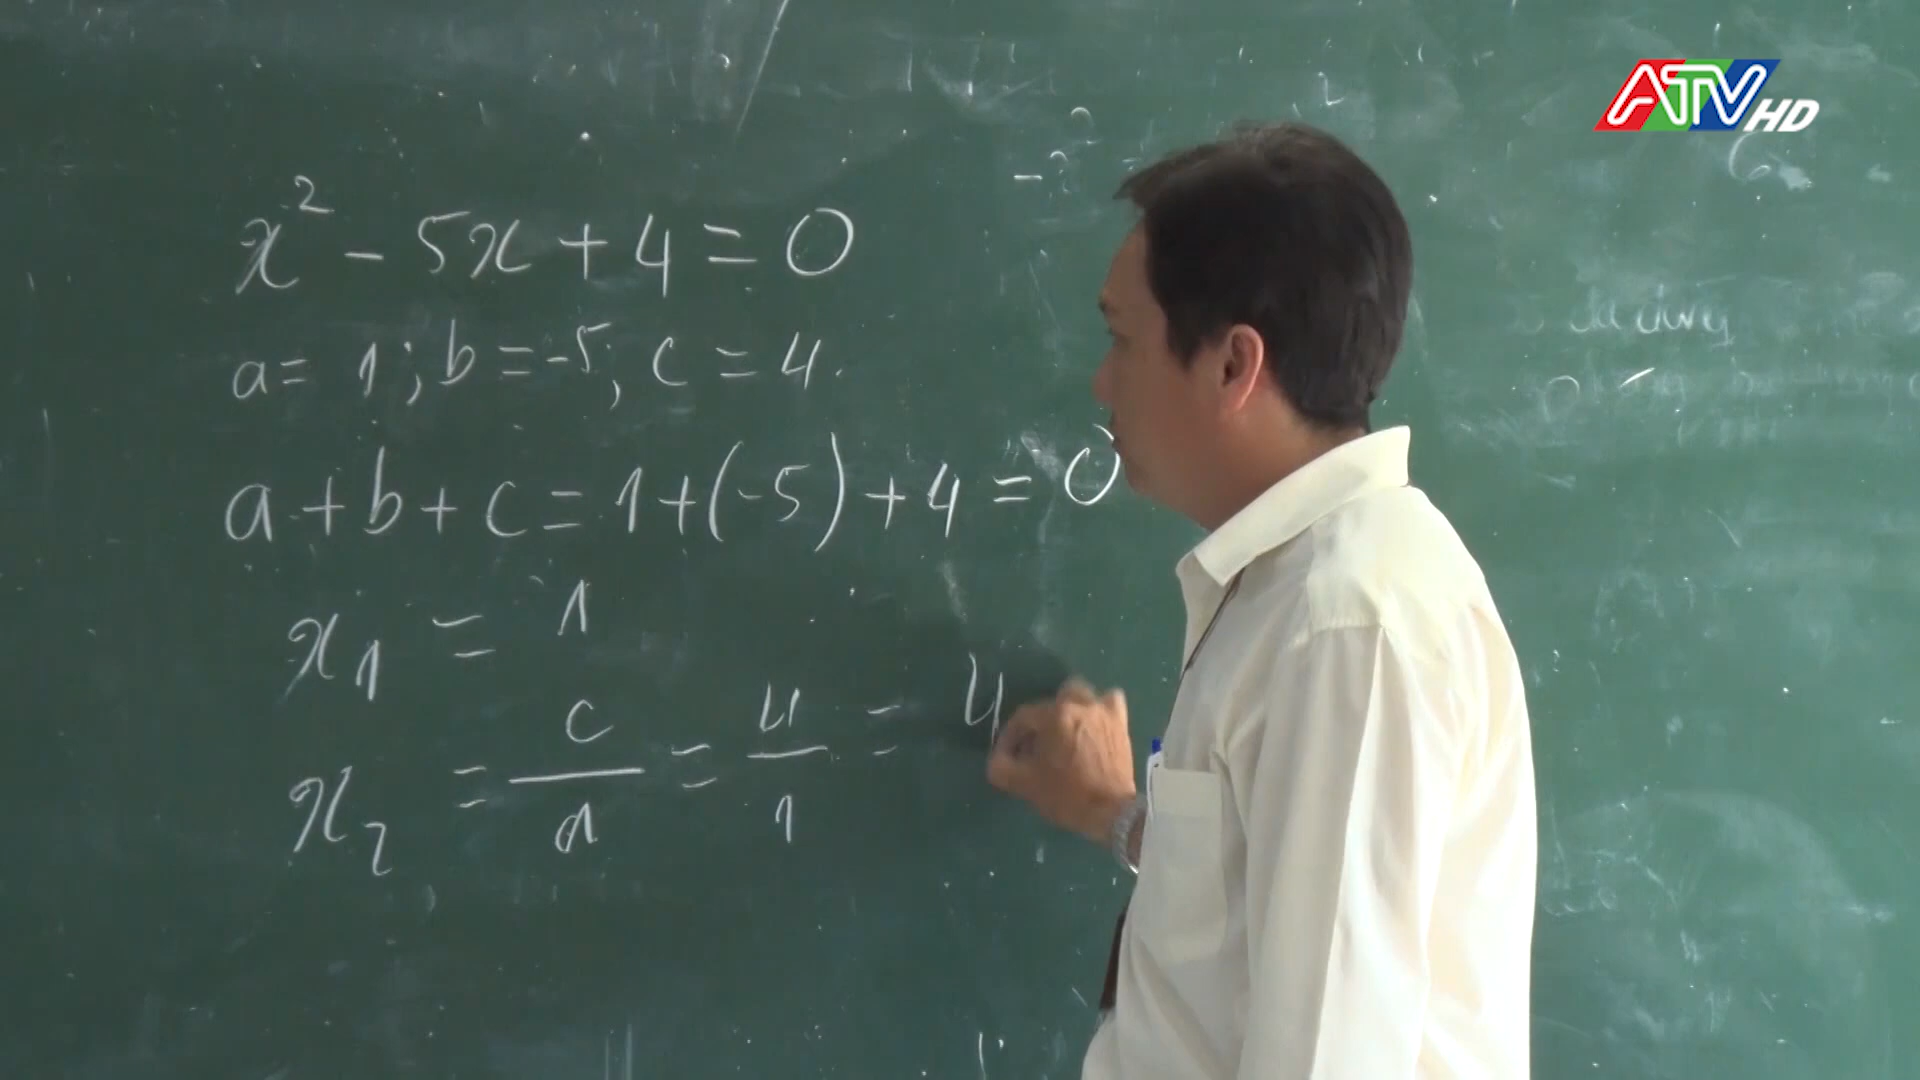 ATV HD
x² - 5x + 4 = 0
a = 1; b = -5; c = 4.
a + b + c = 1 + (-5) + 4 = 0
x₁ = 1
x₂ = c/a = 4/1 = 4